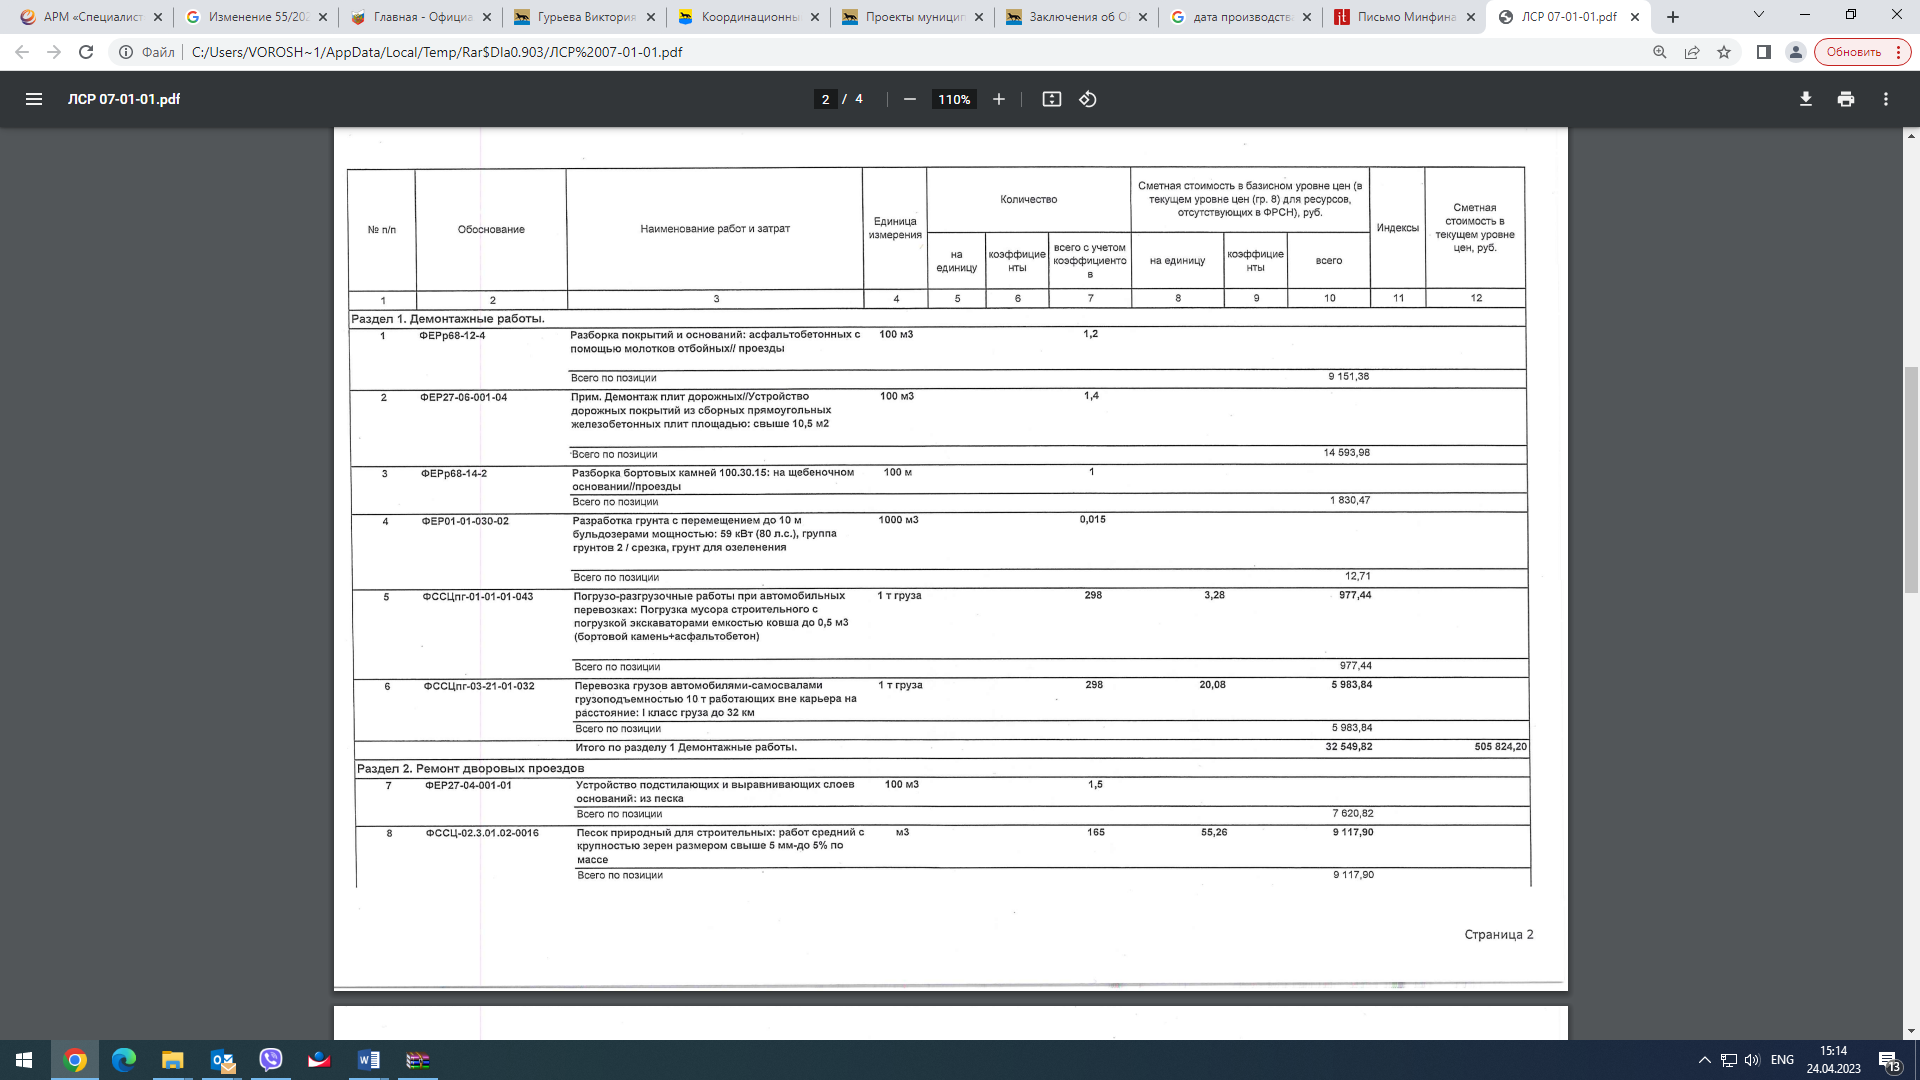 АРМ «Специалист
Изменение 55/202
Главная - Официа
Гурьева Виктория
Координационны
Проекты муницип
Заключения об О
дата производств
Письмо Минфина
ЛСР 07-01-01.pdf
Файл
C:/Users/VOROSH~1/AppData/Local/Temp/Rar$DIa0.903/ЛСР%2007-01-01.pdf
Обновить
ЛСР 07-01-01.pdf
2 / 4
110%
№ п/п
Обоснование
Наименование работ и затрат
Единица
измерения
Количество
на
единицу
коэффицие
нты
всего с учетом
коэффициенто
в
Сметная стоимость в базисном уровне цен (в
текущем уровне цен (гр. 8) для ресурсов,
отсутствующих в ФРСН), руб.
на единицу
коэффицие
нты
всего
Индексы
Сметная
стоимость в
текущем уровне
цен, руб.
1 2 3 4 5 6 7 8 9 10 11 12
Раздел 1. Демонтажные работы.
1 ФЕРр68-12-4 Разборка покрытий и оснований: асфальтобетонных с 100 м3 1,2
помощью молотков отбойных// проезды
Всего по позиции 9 151,38
2 ФЕР27-06-001-04 Прим. Демонтаж плит дорожных//Устройство 100 м3 1,4
дорожных покрытий из сборных прямоугольных
железобетонных плит площадью: свыше 10,5 м2
Всего по позиции 14 593,98
3 ФЕРр68-14-2 Разборка бортовых камней 100.30.15: на щебеночном 100 м 1
основании//проезды
Всего по позиции 1 830,47
4 ФЕР01-01-030-02 Разработка грунта с перемещением до 10 м 1000 м3 0,015
бульдозерами мощностью: 59 кВт (80 л.с.), группа
грунтов 2 / срезка, грунт для озеленения
Всего по позиции 12,71
5 ФССЦпг-01-01-01-043 Погрузо-разгрузочные работы при автомобильных 1 т груза 298 3,28 977,44
перевозках: Погрузка мусора строительного с
погрузкой экскаваторами емкостью ковша до 0,5 м3
(бортовой камень+асфальтобетон)
Всего по позиции 977,44
6 ФССЦпг-03-21-01-032 Перевозка грузов автомобилями-самосвалами 1 т груза 298 20,08 5 983,84
грузоподъемностью 10 т работающих вне карьера на
расстояние: I класс груза до 32 км
Всего по позиции 5 983,84
Итого по разделу 1 Демонтажные работы. 32 549,82 505 824,20
Раздел 2. Ремонт дворовых проездов
7 ФЕР27-04-001-01 Устройство подстилающих и выравнивающих слоев 100 м3 1,5
оснований: из песка
Всего по позиции 7 620,82
8 ФССЦ-02.3.01.02-0016 Песок природный для строительных: работ средний с м3 165 55,26 9 117,90
крупностью зерен размером свыше 5 мм-до 5% по
массе
Всего по позиции 9 117,90
Страница 2
ENG
15:14
24.04.2023
13